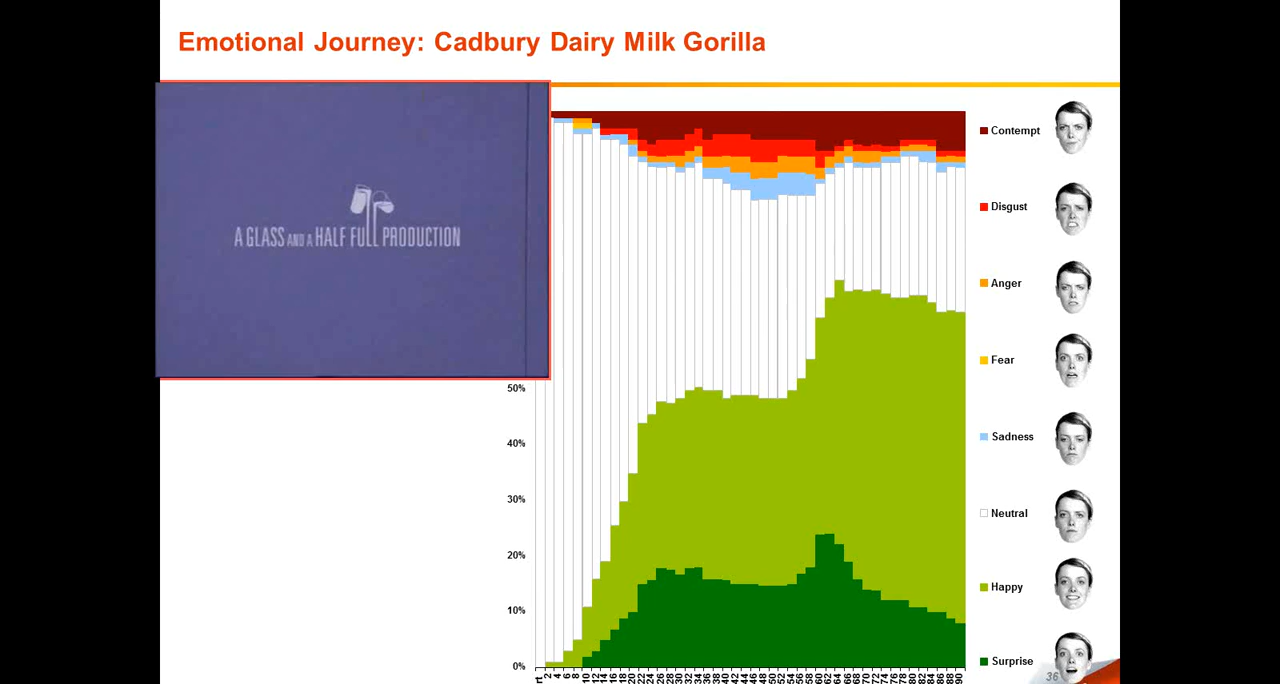 Emotional Journey: Cadbury Dairy Milk Gorilla
A GLASS AND A HALF FULL PRODUCTION
Contempt
Disgust
Anger
Fear
Sadness
Neutral
Happy
Surprise
50%
40%
30%
20%
10%
0%
rt 2 4 6 8 10 12 14 16 18 20 22 24 26 28 30 32 34 36 38 40 42 44 46 48 50 52 54 56 58 60 62 64 66 68 70 72 74 76 78 80 82 84 86 88 90
36